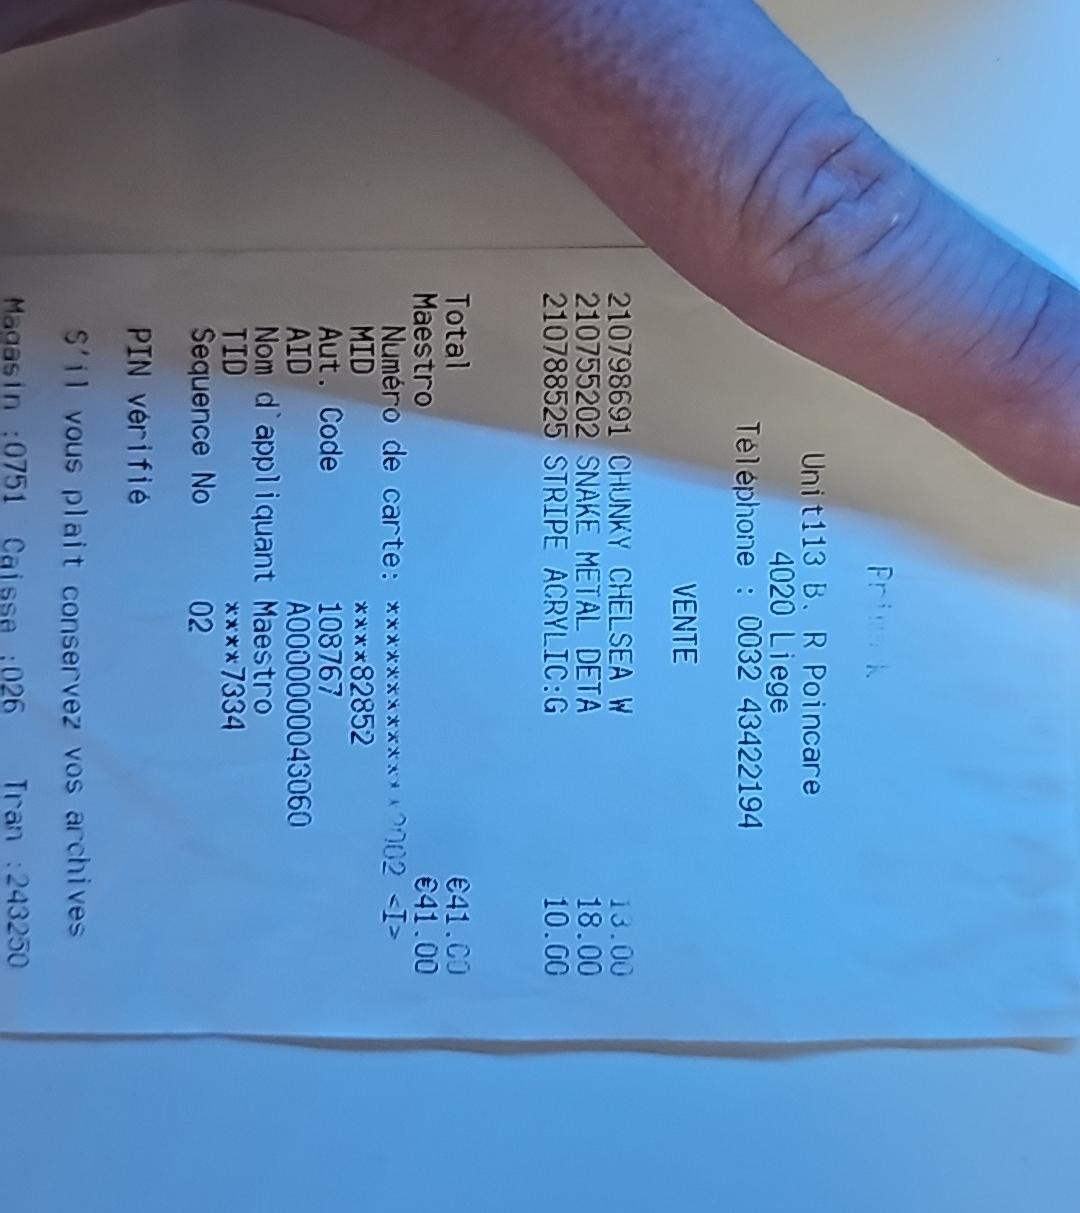 Unit113 B. R Poincare
4020 Liege
Téléphone : 0032 43422194
VENTE
210798691 CHUNKY CHELSEA W 13.00
210755202 SNAKE METAL DETA 18.00
210788525 STRIPE ACRYLIC:G 10.00
Total €41.00
Maestro €41.00
Numéro de carte: ************2002 <I>
MID ****82852
Aut. Code 108767
AID A0000000043060
Nom d`appliquant Maestro
TID ****7334
Sequence No 02
PIN vérifié
S'il vous plait conservez vos archives
Magasin :0751 Caisse :026 Tran :243250